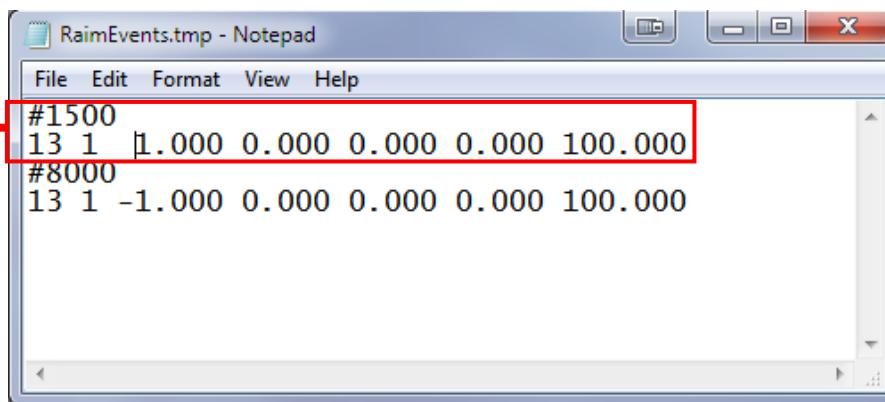 RaimEvents.tmp - Notepad
File Edit Format View Help
#1500
13 1  1.000 0.000 0.000 0.000 100.000
#8000
13 1 -1.000 0.000 0.000 0.000 100.000